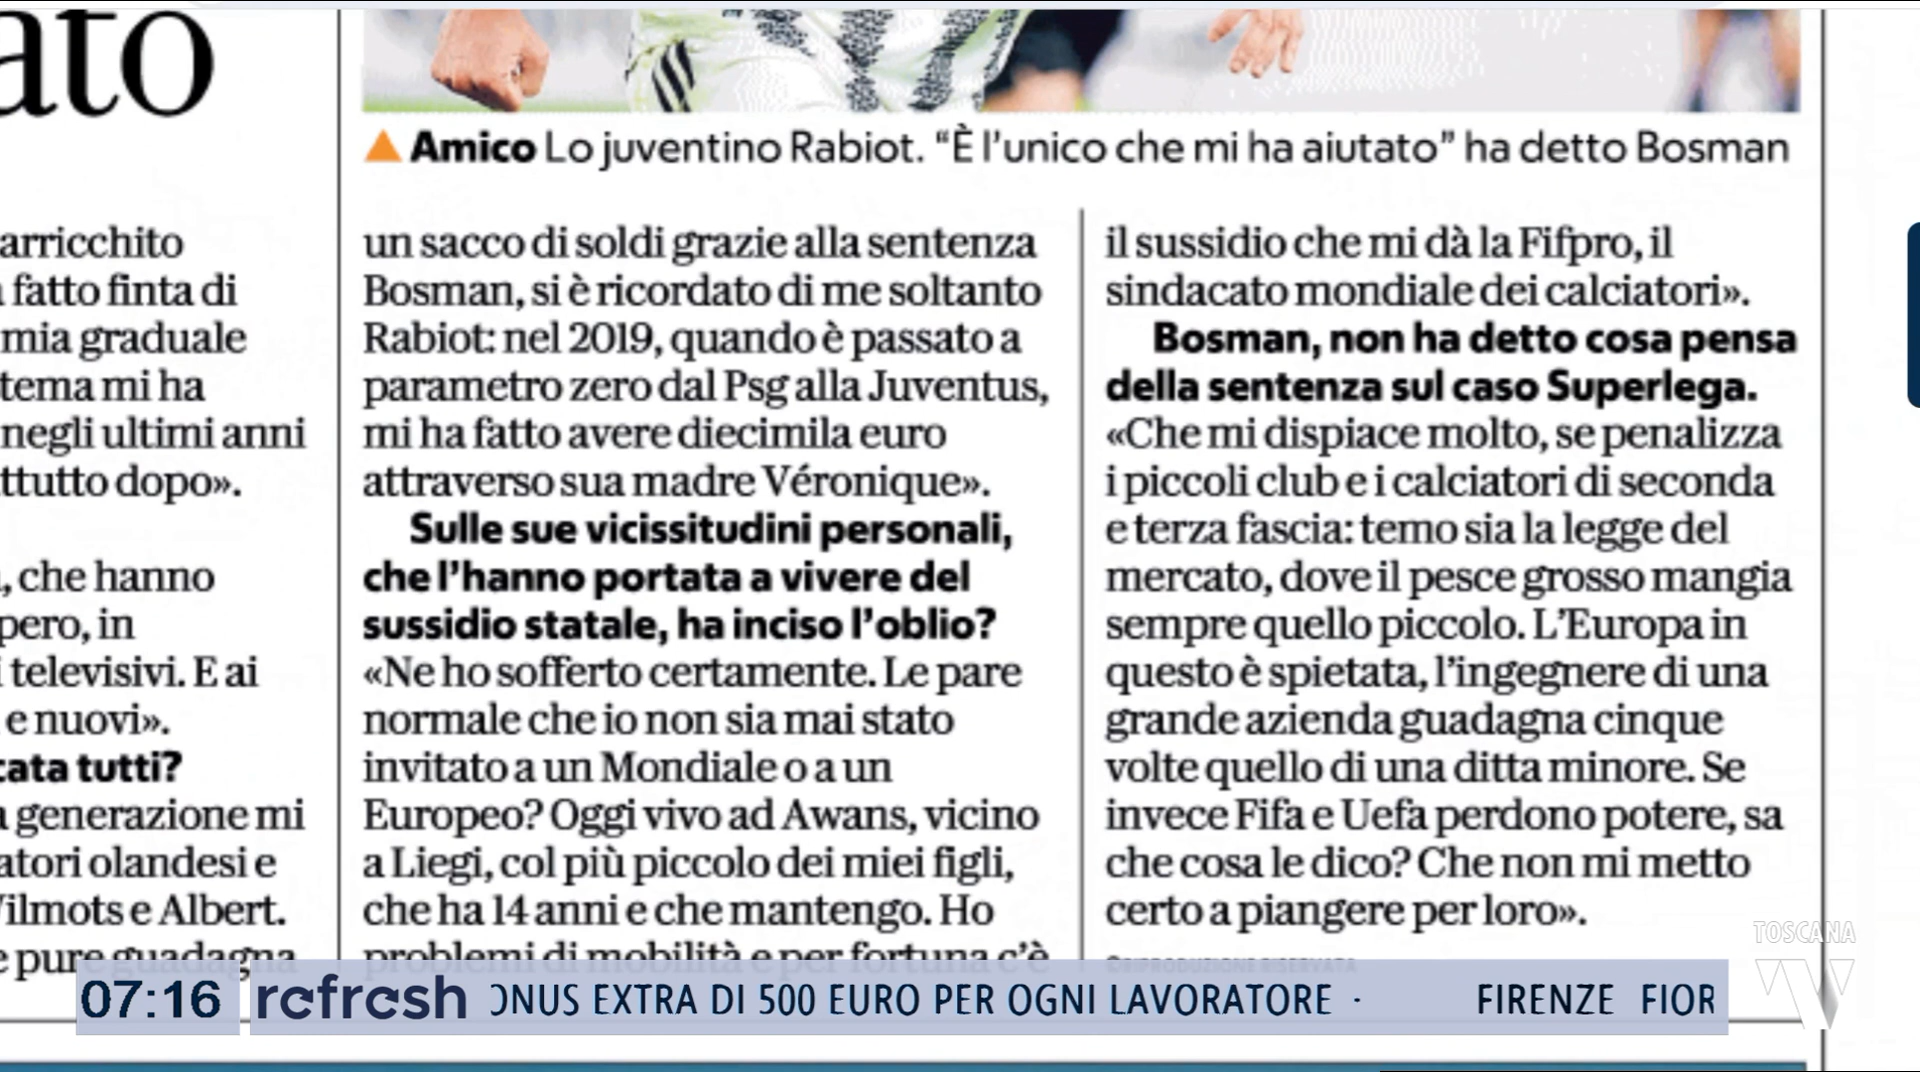 ato
Amico Lo juventino Rabiot. “È l’unico che mi ha aiutato” ha detto Bosman
arricchito
fatto finta di
mia graduale
tema mi ha
negli ultimi anni
ttutto dopo».
, che hanno
pero, in
i televisivi. E ai
e nuovi».
cata tutti?
a generazione mi
atori olandesi e
Wilmots e Albert.
e pure guadagna
un sacco di soldi grazie alla sentenza
Bosman, si è ricordato di me soltanto
Rabiot: nel 2019, quando è passato a
parametro zero dal Psg alla Juventus,
mi ha fatto avere diecimila euro
attraverso sua madre Véronique».
Sulle sue vicissitudini personali,
che l’hanno portata a vivere del
sussidio statale, ha inciso l’oblio?
«Ne ho sofferto certamente. Le pare
normale che io non sia mai stato
invitato a un Mondiale o a un
Europeo? Oggi vivo ad Awans, vicino
a Liegi, col più piccolo dei miei figli,
che ha 14 anni e che mantengo. Ho
problemi di mobilità e per fortuna c’è
il sussidio che mi dà la Fifpro, il
sindacato mondiale dei calciatori».
Bosman, non ha detto cosa pensa
della sentenza sul caso Superlega.
«Che mi dispiace molto, se penalizza
i piccoli club e i calciatori di seconda
e terza fascia: temo sia la legge del
mercato, dove il pesce grosso mangia
sempre quello piccolo. L’Europa in
questo è spietata, l’ingegnere di una
grande azienda guadagna cinque
volte quello di una ditta minore. Se
invece Fifa e Uefa perdono potere, sa
che cosa le dico? Che non mi metto
certo a piangere per loro».
©RIPRODUZIONE RISERVATA
TOSCANA
TV
07:16 refresh ONUS EXTRA DI 500 EURO PER OGNI LAVORATORE · FIRENZE FIOR